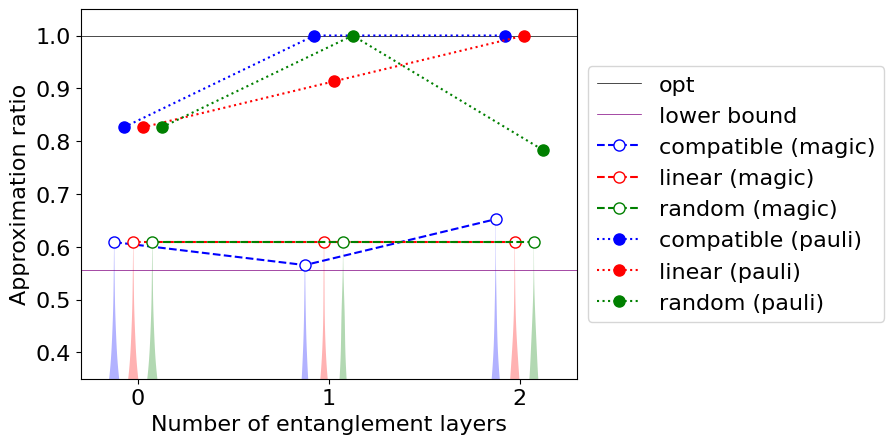 1.0
0.9
0.8
0.7
0.6
0.5
0.4
Approximation ratio
0 1 2
Number of entanglement layers
opt
lower bound
compatible (magic)
linear (magic)
random (magic)
compatible (pauli)
linear (pauli)
random (pauli)